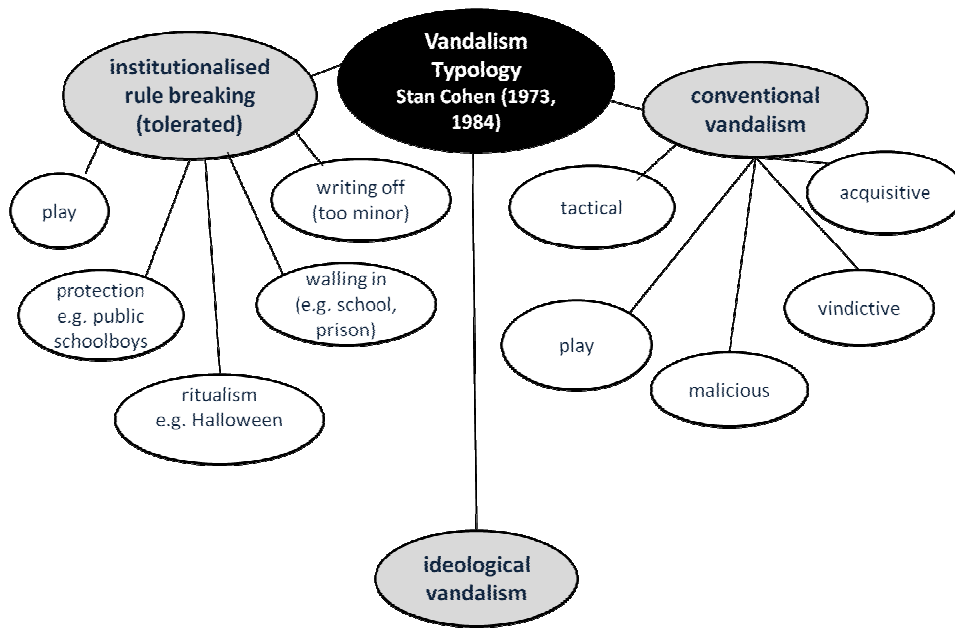 Vandalism
Typology
Stan Cohen (1973,
1984)
institutionalised
rule breaking
(tolerated)
play
protection
e.g. public
schoolboys
ritualism
e.g. Halloween
walling in
(e.g. school,
prison)
writing off
(too minor)
conventional
vandalism
tactical
play
malicious
vindictive
acquisitive
ideological
vandalism